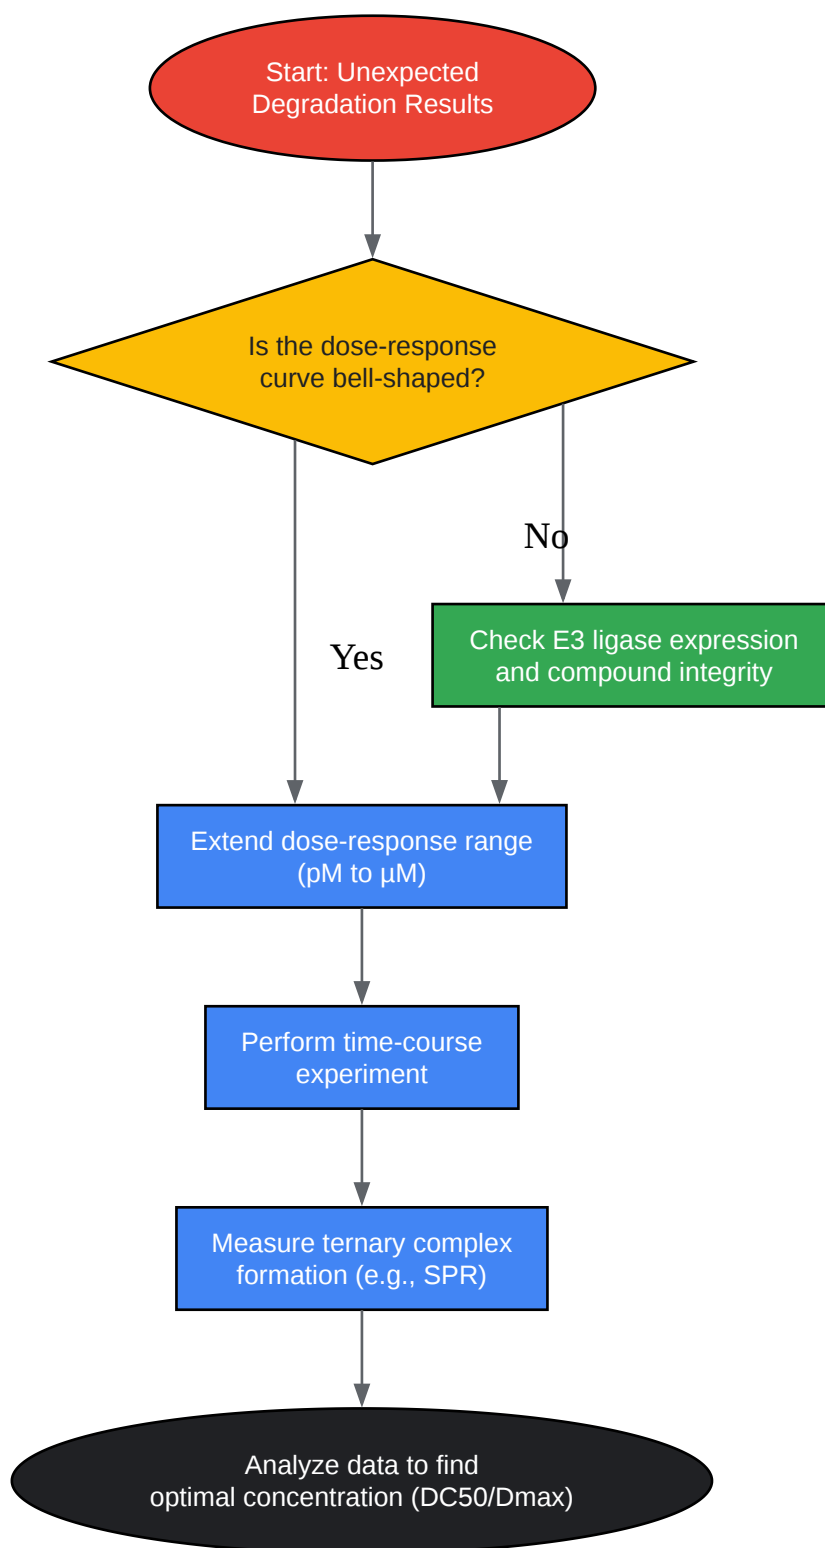 Start: Unexpected
Degradation Results
Is the dose-response
curve bell-shaped?
No
Check E3 ligase expression
and compound integrity
Yes
Extend dose-response range
(pM to µM)
Perform time-course
experiment
Measure ternary complex
formation (e.g., SPR)
Analyze data to find
optimal concentration (DC50/Dmax)